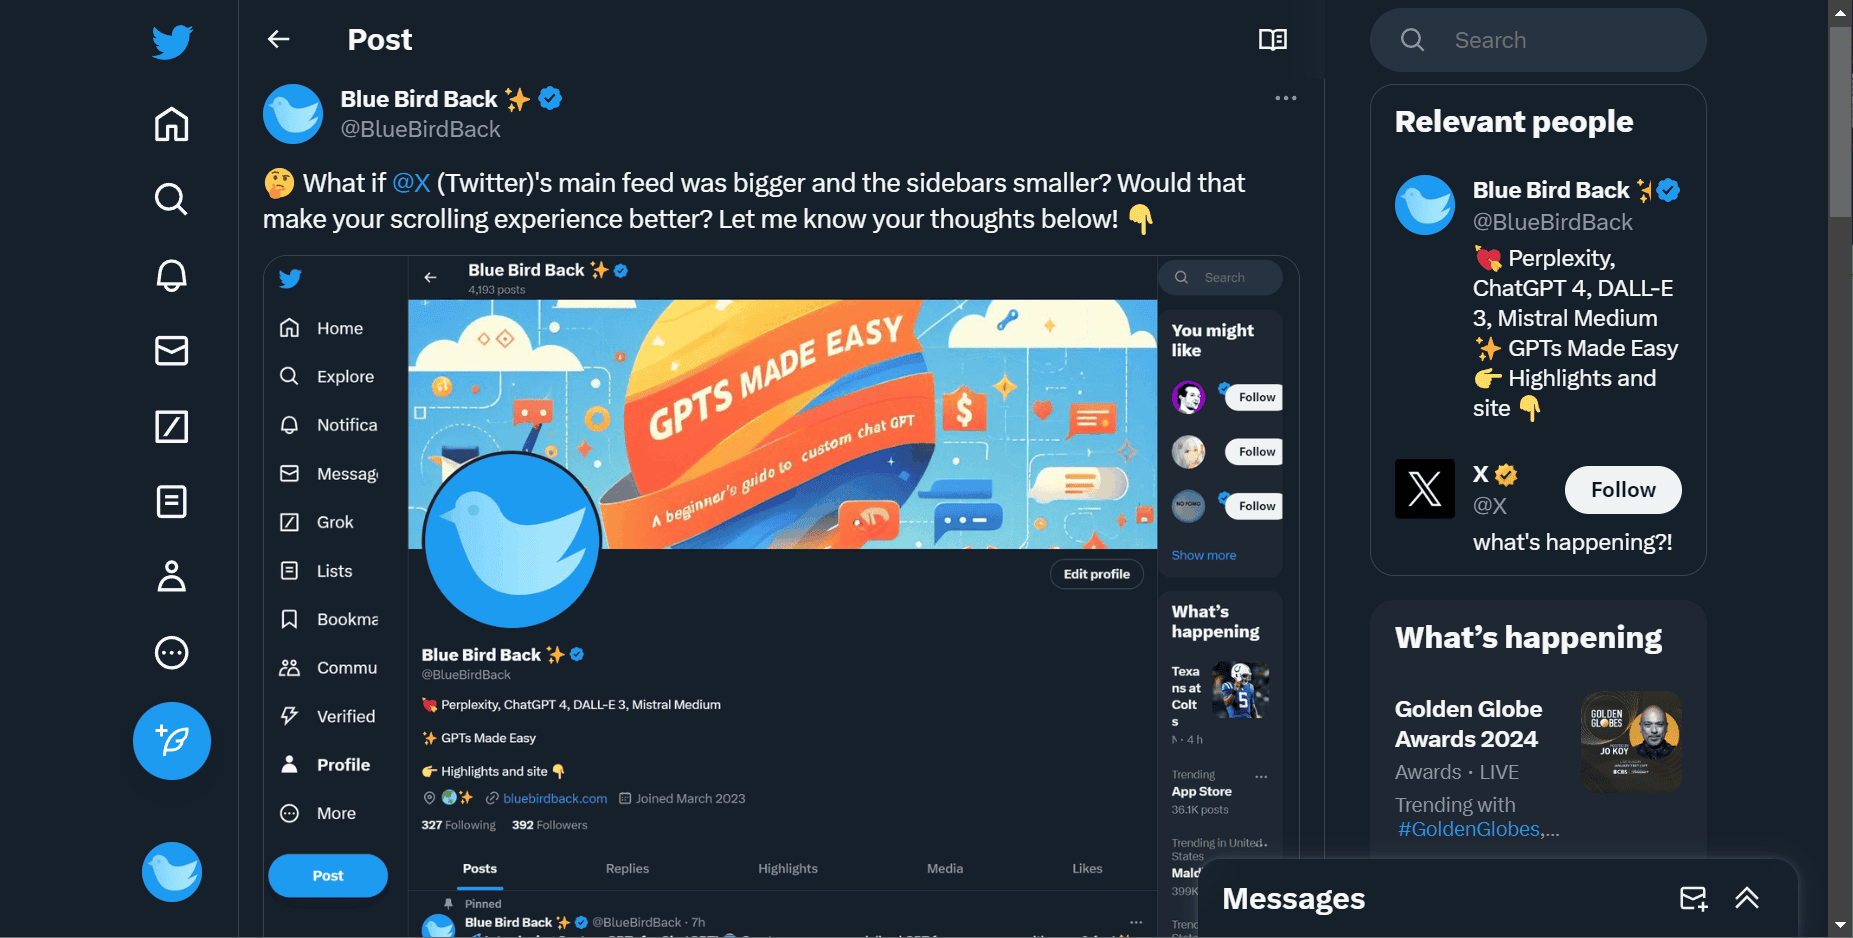 Post
Blue Bird Back ✨
@BlueBirdBack
🤔 What if @X (Twitter)'s main feed was bigger and the sidebars smaller? Would that
make your scrolling experience better? Let me know your thoughts below! 👇
Home
Explore
Notifica
Messag
Grok
Lists
Bookma
Commu
Verified
Profile
More
Post
Blue Bird Back ✨
4,193 posts
GPTS MADE EASY
A beginner's guide to custom chat GPT
Edit profile
Blue Bird Back ✨
@BlueBirdBack
💘 Perplexity, ChatGPT 4, DALL-E 3, Mistral Medium
✨ GPTs Made Easy
👉 Highlights and site 👇
🌏✨ bluebirdback.com Joined March 2023
327 Following 392 Followers
Posts Replies Highlights Media Likes
Pinned
Blue Bird Back ✨ @BlueBirdBack · 7h
Search
You might
like
Follow
Follow
NO FOMO
Follow
Show more
What's
happening
Texa
ns at
Colt
s
· 4 h
5
Trending
App Store
36.1K posts
Trending in United
States
Mald
399K
Trenc
Search
Relevant people
Blue Bird Back ✨
@BlueBirdBack
💘 Perplexity,
ChatGPT 4, DALL-E
3, Mistral Medium
✨ GPTs Made Easy
👉 Highlights and
site 👇
X
@X
Follow
what's happening?!
What's happening
Golden Globe
Awards 2024
Awards · LIVE
Trending with
#GoldenGlobes,...
GOLDEN
GLOBES
JO KOY
CBS
Messages